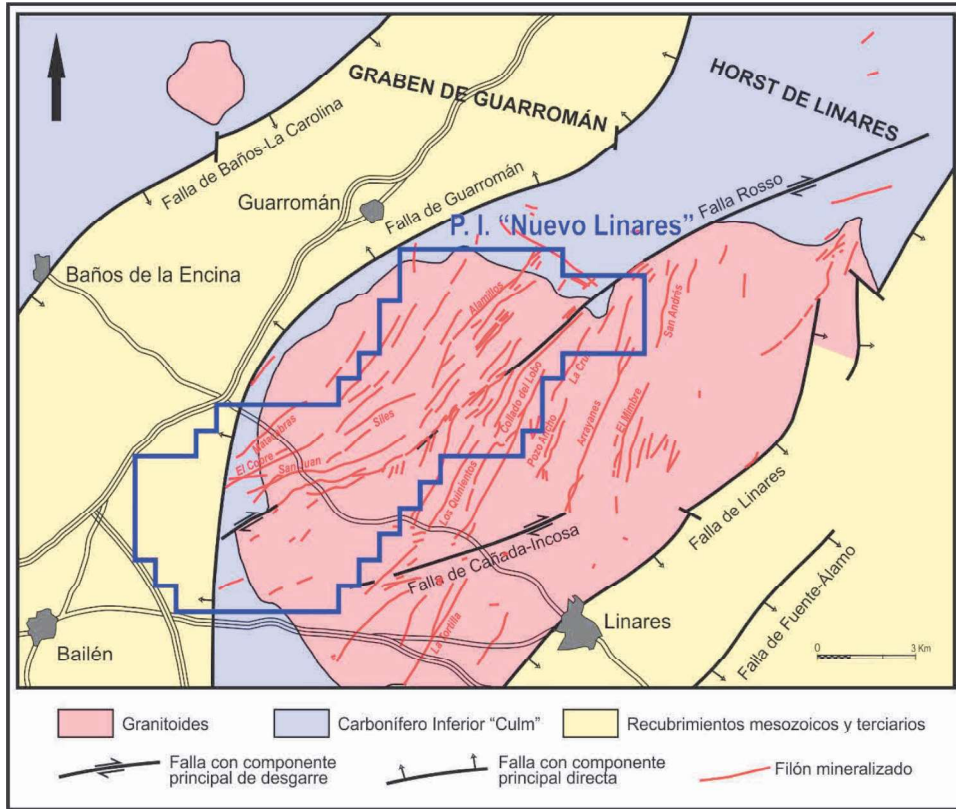 GRABEN DE GUARROMÁN
HORST DE LINARES
Falla de Baños-La Carolina
Guarromán
Falla de Guarromán
Falla Rosso
P. I. “Nuevo Linares”
Baños de la Encina
Alamillos
San Andrés
La Cruz
Collado del Lobo
Matacabras
Siles
El Mimbre
Arrayanes
Pozo Ancho
El Cobre
San Juan
Los Quinientos
Falla de Linares
Falla de Cañada-Incosa
Falla de Fuente-Álamo
Linares
La Tortilla
Bailén
0 3 Km
Granitoides
Carbonífero Inferior “Culm”
Recubrimientos mesozoicos y terciarios
Falla con componente
principal de desgarre
Falla con componente
principal directa
Filón mineralizado